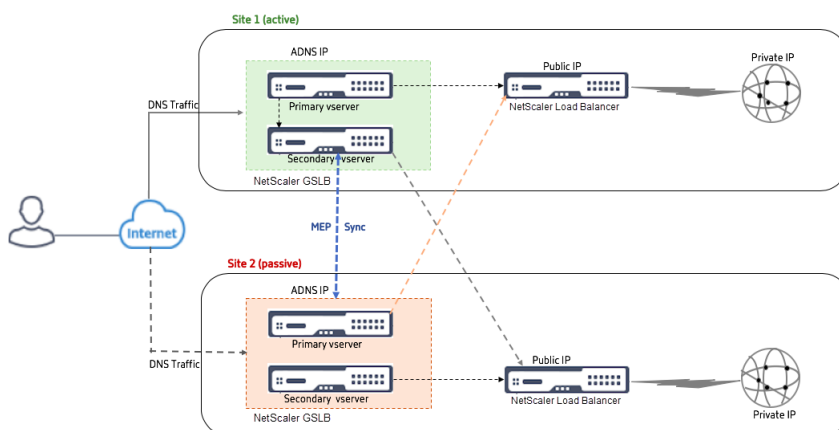 Site 1 (active)
ADNS IP
Public IP
Private IP
Primary vserver
DNS Traffic
NetScaler Load Balancer
Secondary vserver
NetScaler GSLB
Internet
MEP Sync
Site 2 (passive)
ADNS IP
Primary vserver
DNS Traffic
Public IP
Secondary vserver
NetScaler Load Balancer
NetScaler GSLB
Private IP